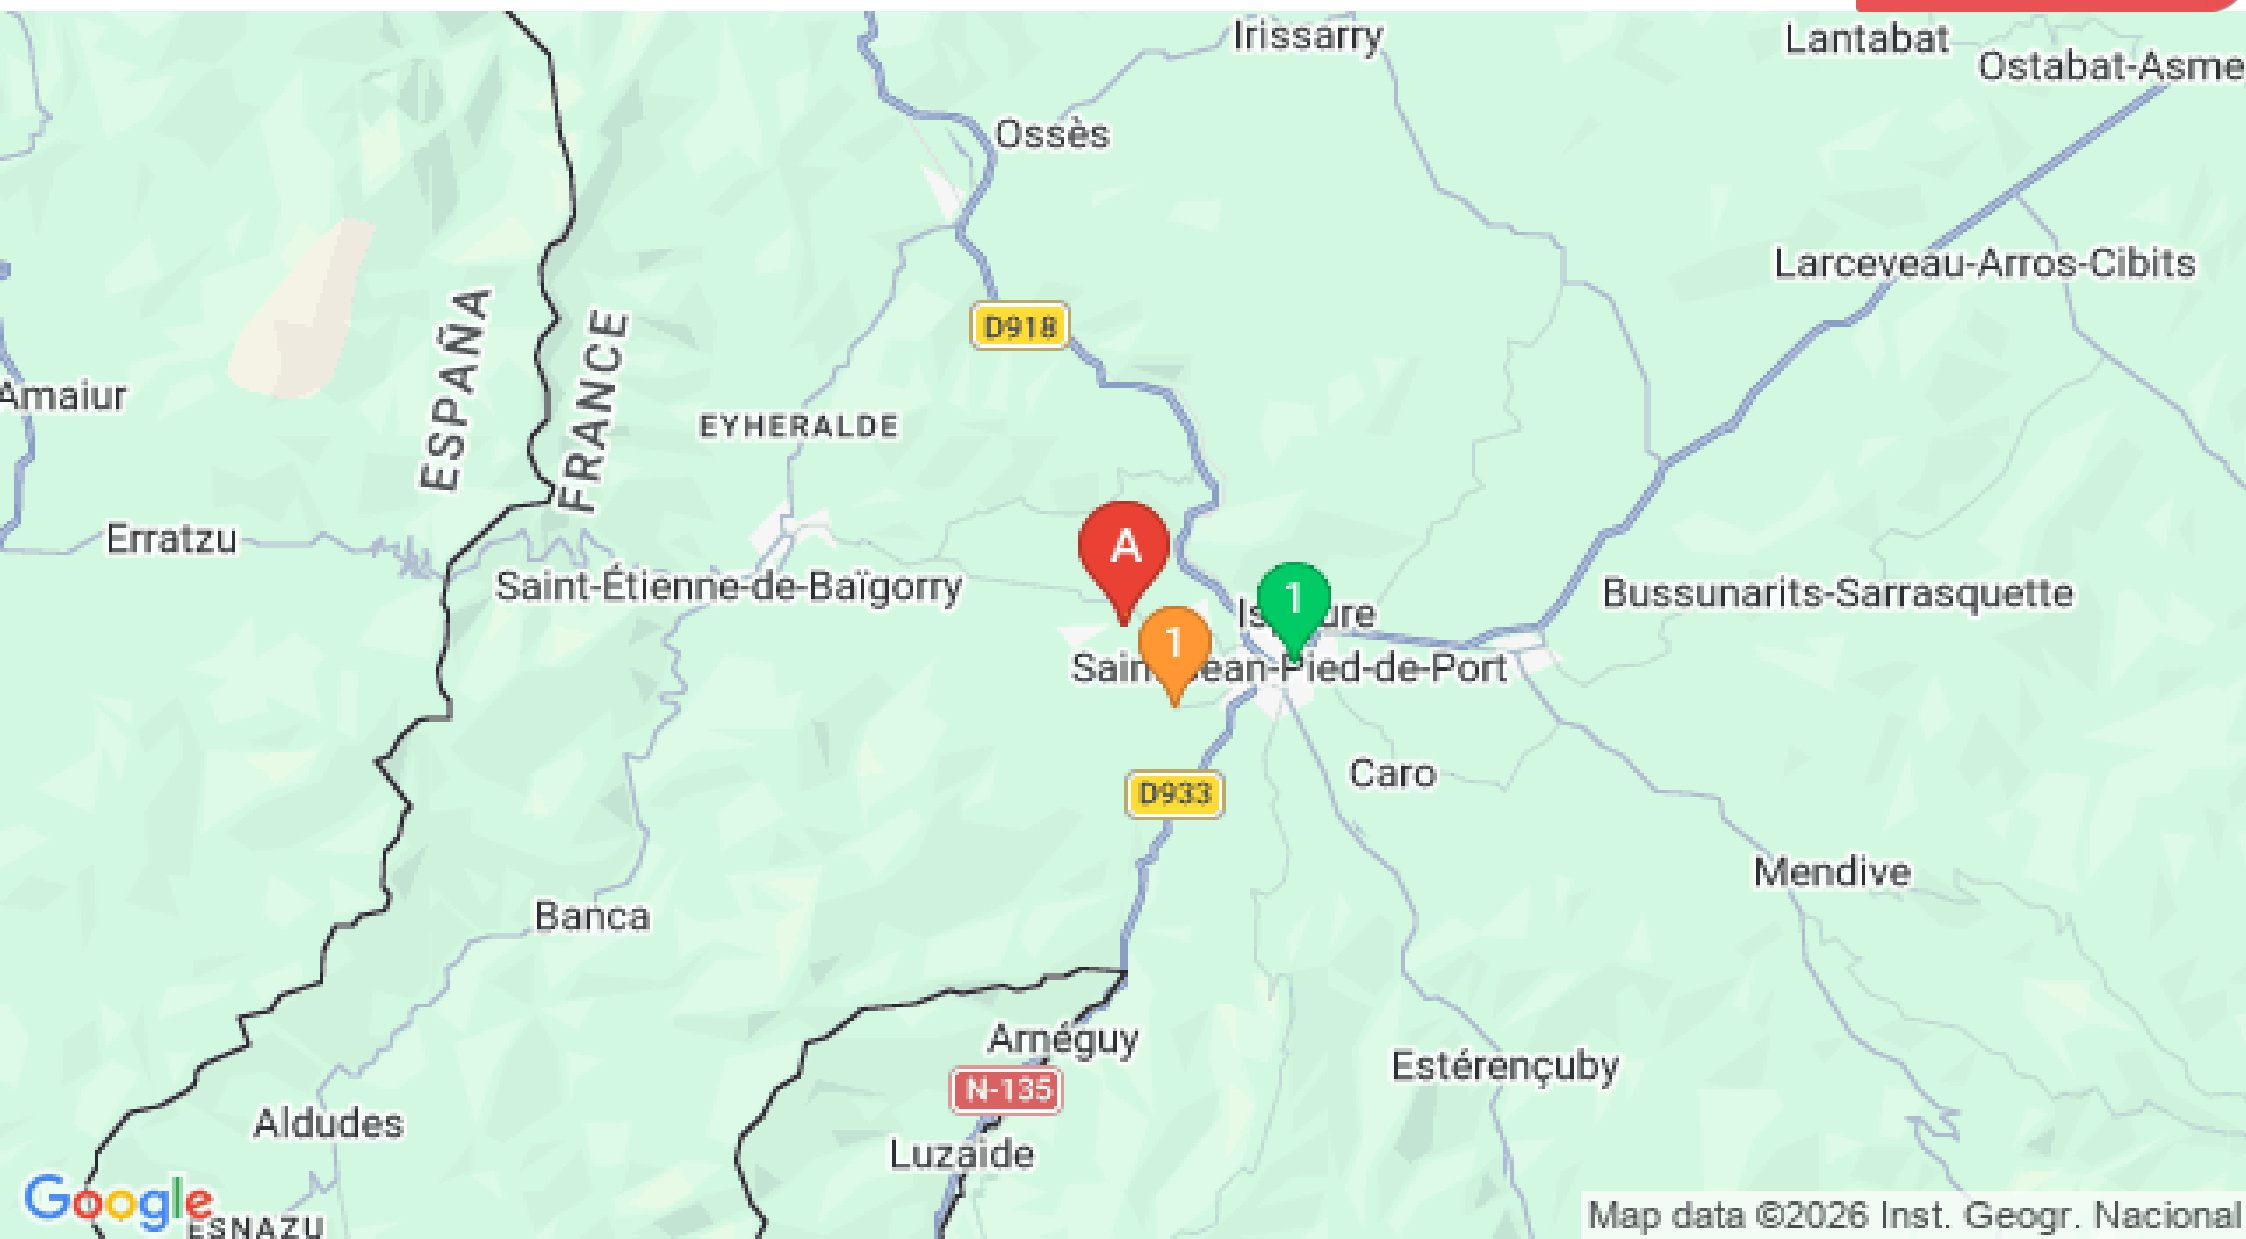 Irissarry
Lantabat
Ostabat-Asme
Ossès
Larceveau-Arros-Cibits
ESPAÑA
FRANCE
D918
Amaiur
EYHERALDE
Erratzu
A
Saint-Étienne-de-Baïgorry
1
Bussunarits-Sarrasquette
1
Caro
D933
Mendive
Banca
Arnéguy
Estérençuby
N-135
Aldudes
Luzaide
Google
ESNAZU
Map data ©2026 Inst. Geogr. Nacional